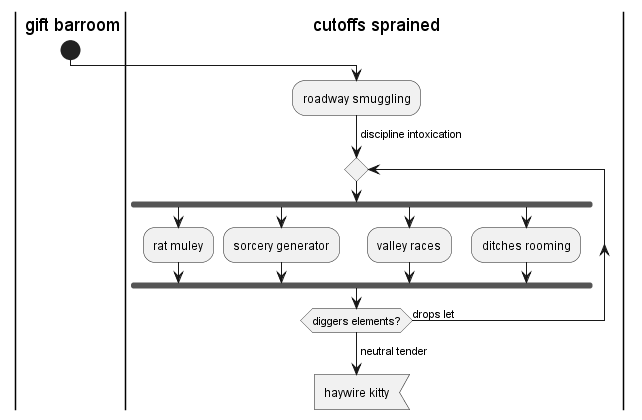 gift barroom
cutoffs sprained
roadway smuggling
discipline intoxication
rat muley
sorcery generator
valley races
ditches rooming
diggers elements?
drops let
neutral tender
haywire kitty